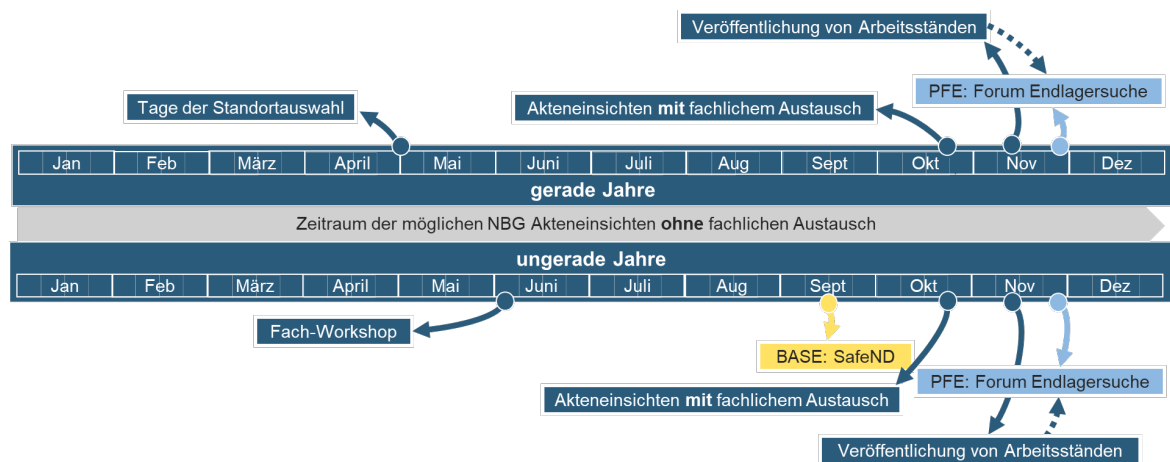 Veröffentlichung von Arbeitsständen
PFE: Forum Endlagersuche
Tage der Standortauswahl
Akteneinsichten mit fachlichem Austausch
Jan Feb März April Mai Juni Juli Aug Sept Okt Nov Dez
gerade Jahre
Zeitraum der möglichen NBG Akteneinsichten ohne fachlichen Austausch
ungerade Jahre
Jan Feb März April Mai Juni Juli Aug Sept Okt Nov Dez
Fach-Workshop
BASE: SafeND
PFE: Forum Endlagersuche
Akteneinsichten mit fachlichem Austausch
Veröffentlichung von Arbeitsständen